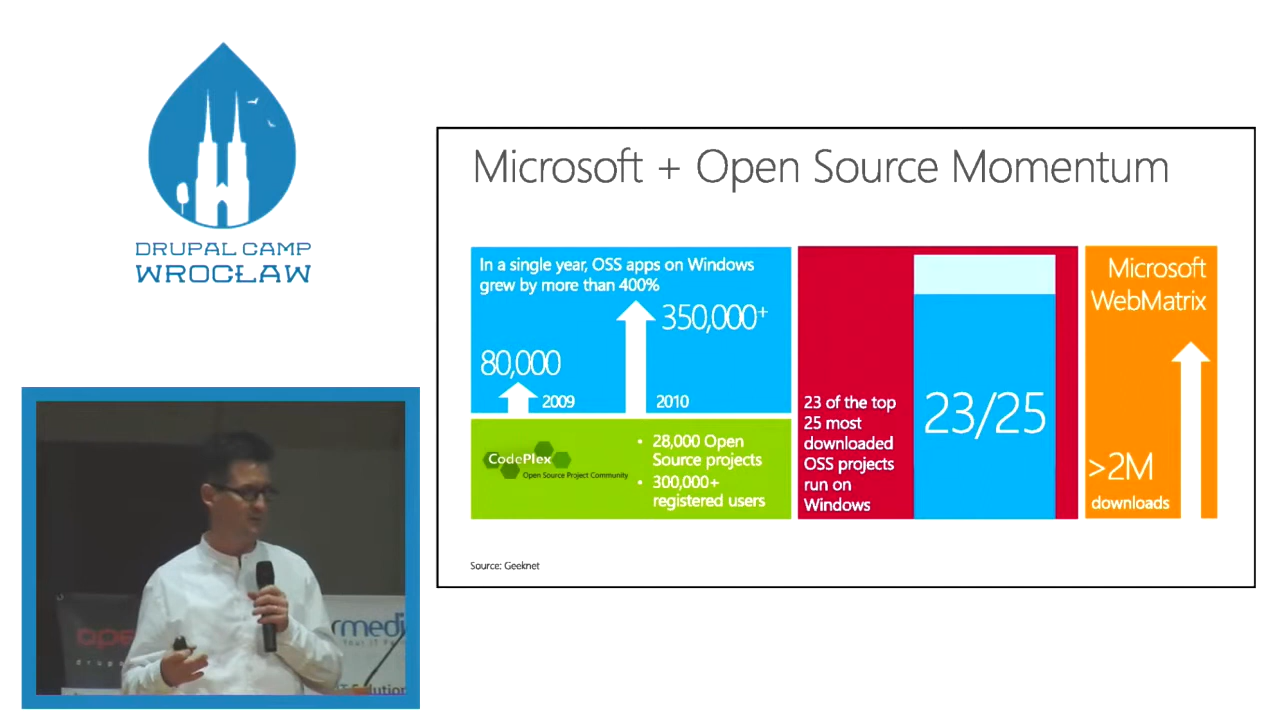 DRUPAL CAMP
WROCŁAW
Microsoft + Open Source Momentum
In a single year, OSS apps on Windows
grew by more than 400%
350,000+
80,000
2009
2010
CodePlex
Open Source Project Community
• 28,000 Open
Source projects
• 300,000+
registered users
23 of the top
25 most
downloaded
OSS projects
run on
Windows
23/25
Microsoft
WebMatrix
>2M
downloads
Source: Geeknet